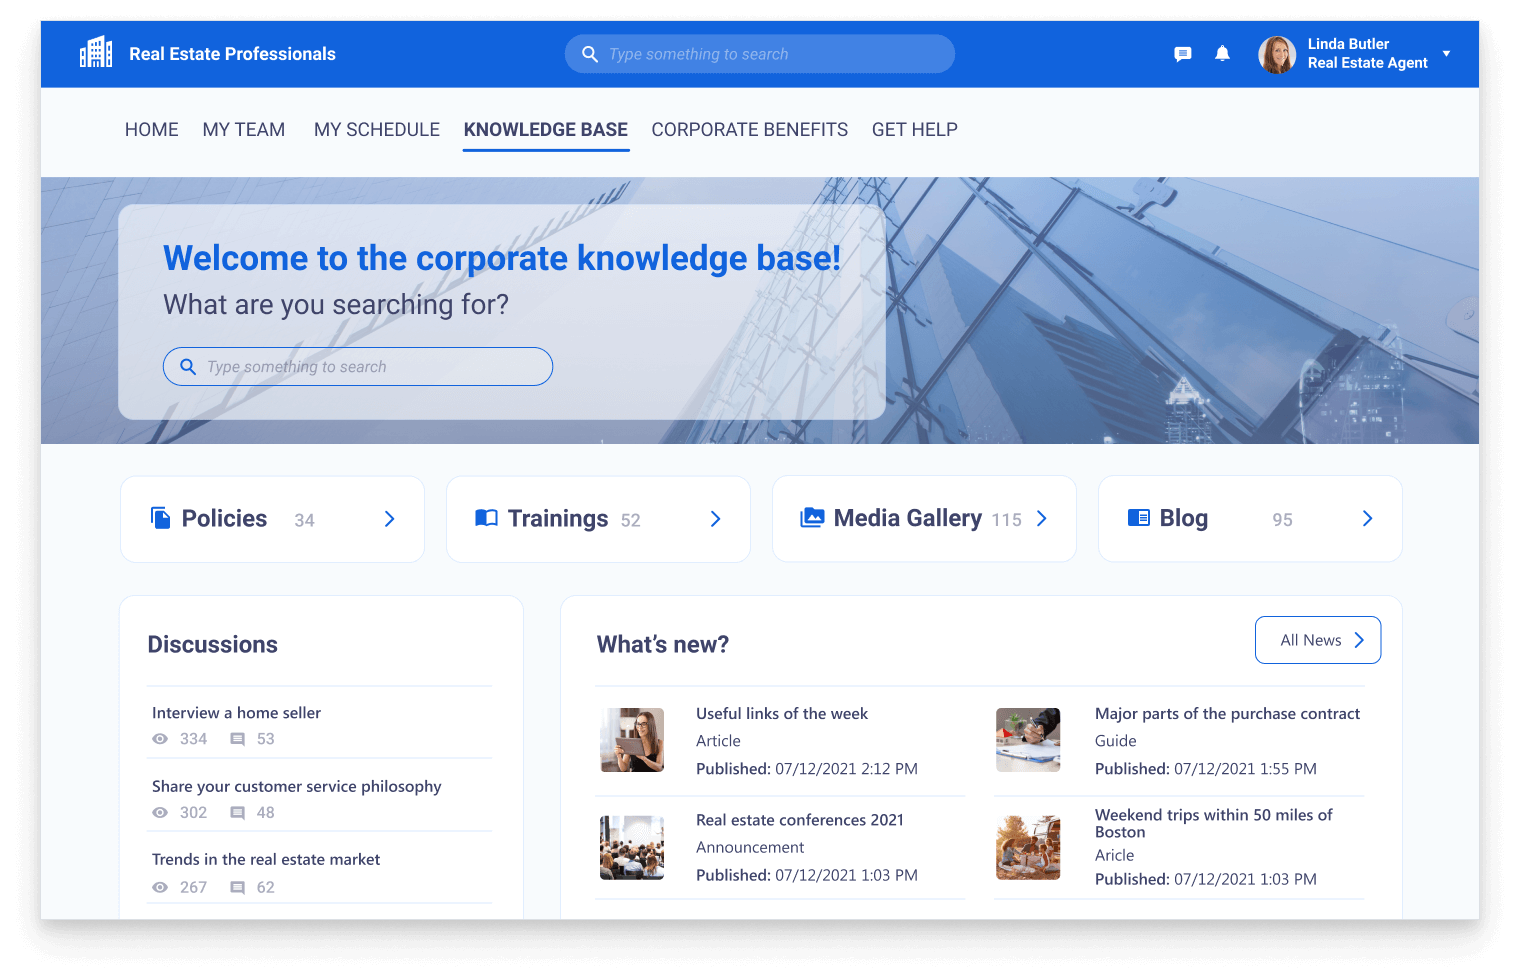 Real Estate Professionals
Type something to search
Linda Butler
Real Estate Agent
HOME MY TEAM MY SCHEDULE KNOWLEDGE BASE CORPORATE BENEFITS GET HELP
Welcome to the corporate knowledge base!
What are you searching for?
Type something to search
Policies 34
Trainings 52
Media Gallery 115
Blog 95
Discussions
Interview a home seller
334 53
Share your customer service philosophy
302 48
Trends in the real estate market
267 62
What's new?
All News
Useful links of the week
Article
Published: 07/12/2021 2:12 PM
Major parts of the purchase contract
Guide
Published: 07/12/2021 1:55 PM
Real estate conferences 2021
Announcement
Published: 07/12/2021 1:03 PM
Weekend trips within 50 miles of
Boston
Aricle
Published: 07/12/2021 1:03 PM